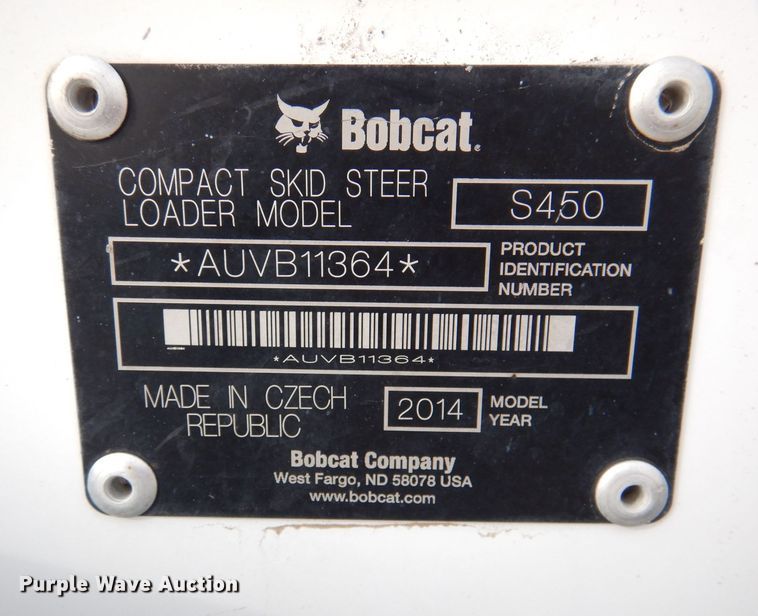 Bobcat®
COMPACT SKID STEER
LOADER MODEL
S450
*AUVB11364*
PRODUCT
IDENTIFICATION
NUMBER
*AUVB11364*
MADE IN CZECH
REPUBLIC
2014
MODEL
YEAR
Bobcat Company
West Fargo, ND 58078 USA
www.bobcat.com
Purple Wave Auction